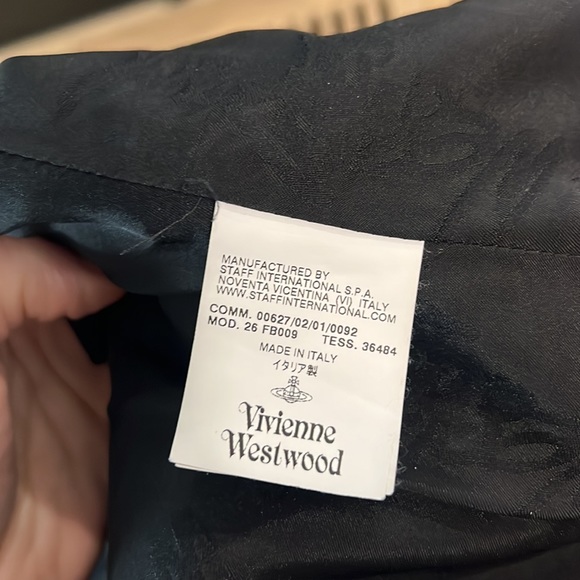 MANUFACTURED BY
STAFF INTERNATIONAL S.P.A.
NOVENTA VICENTINA (VI) ITALY
WWW.STAFFINTERNATIONAL.COM
COMM. 00627/02/01/0092
MOD. 26 FB009 TESS. 36484
MADE IN ITALY
イタリア製
Vivienne
Westwood